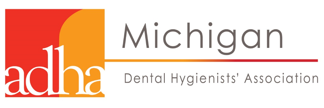 adha
Michigan
Dental Hygienists' Association